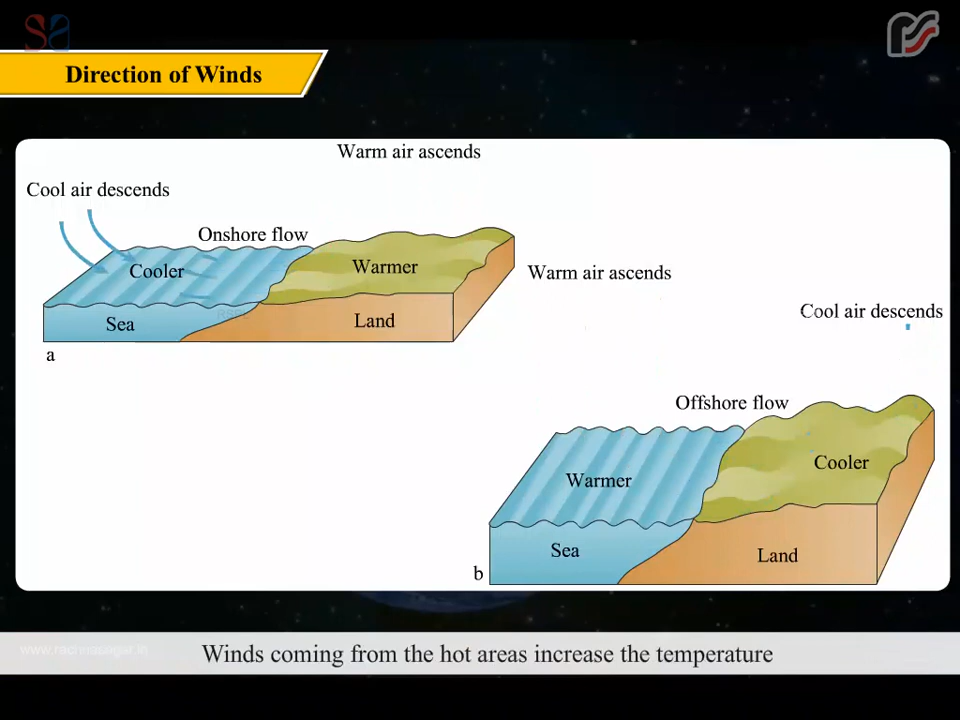 Direction of Winds
Warm air ascends
Cool air descends
Onshore flow
Cooler
Warmer
Warm air ascends
Sea
Land
a
Cool air descends
Offshore flow
Warmer
Cooler
Sea
Land
b
Winds coming from the hot areas increase the temperature